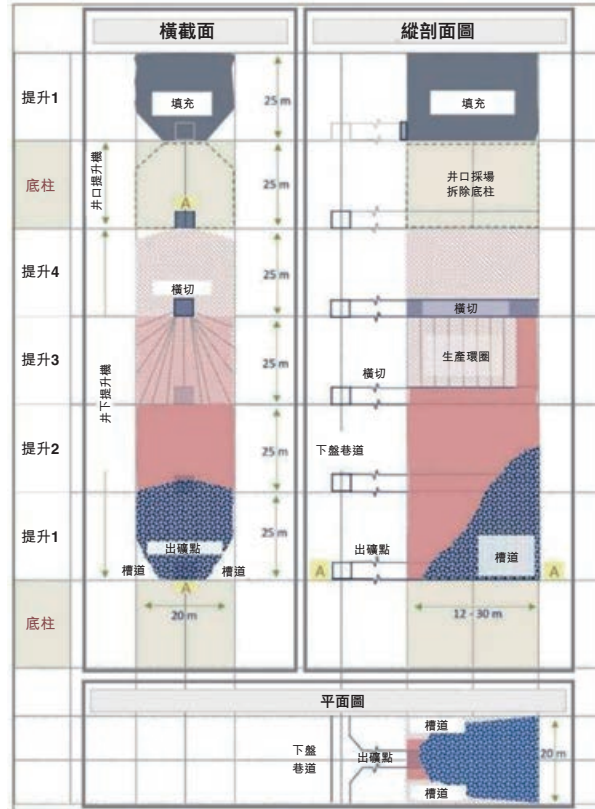 橫截面
縱剖面圖
提升1
填充
25 m
填充
底柱
井口提升機
A
25 m
井口採場
拆除底柱
提升4
橫切
25 m
橫切
提升3
井下提升機
25 m
橫切
生產環圈
提升2
25 m
下盤巷道
提升1
出礦點
槽道
槽道
25 m
A
出礦點
槽道
A
A
底柱
20 m
12 - 30 m
平面圖
下盤
巷道
出礦點
槽道
槽道
20 m